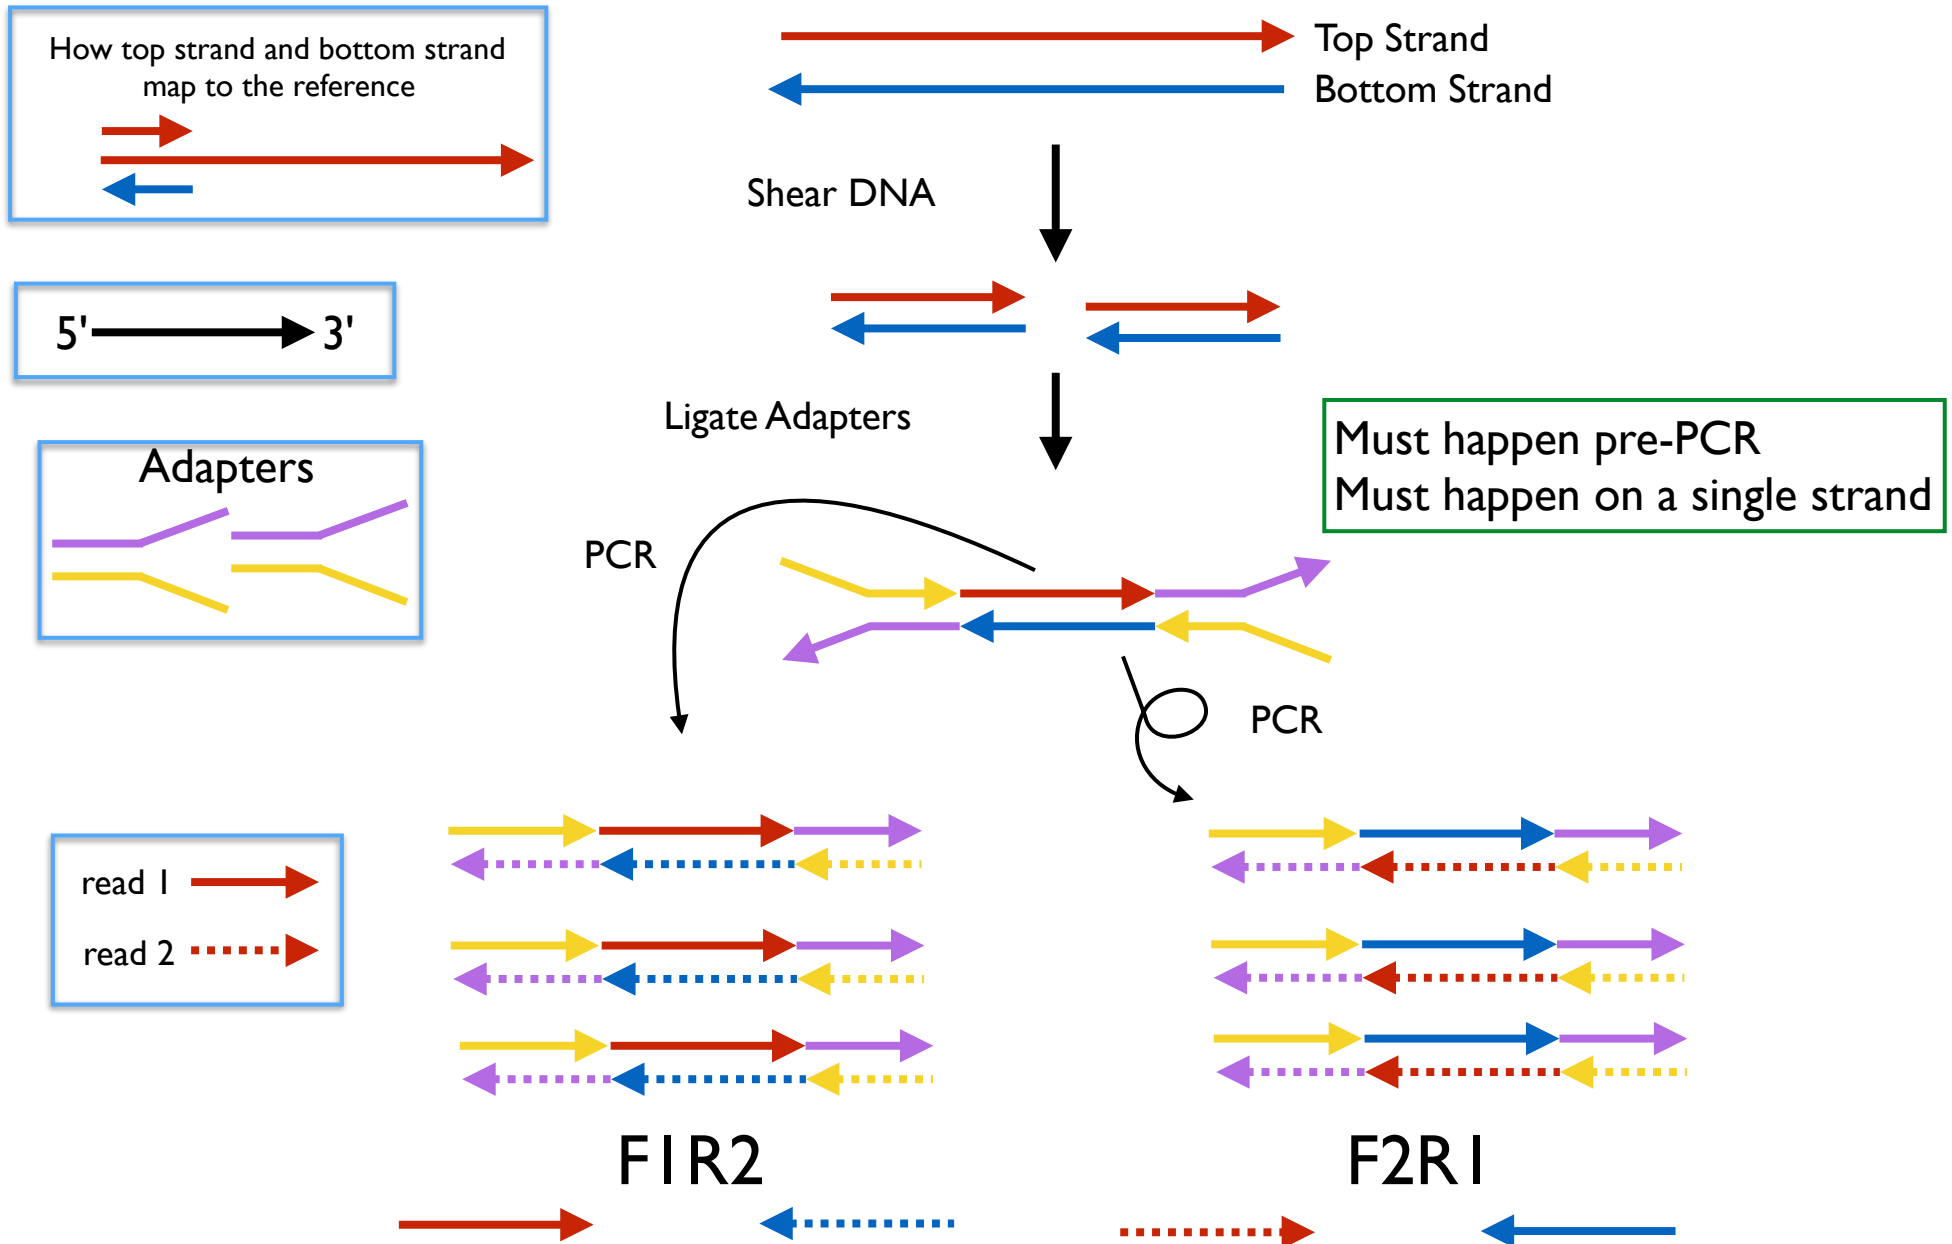 How top strand and bottom strand
map to the reference
Top Strand
Bottom Strand
Shear DNA
5' 3'
Ligate Adapters
Must happen pre-PCR
Must happen on a single strand
Adapters
PCR
PCR
read 1
read 2
F1R2
F2R1